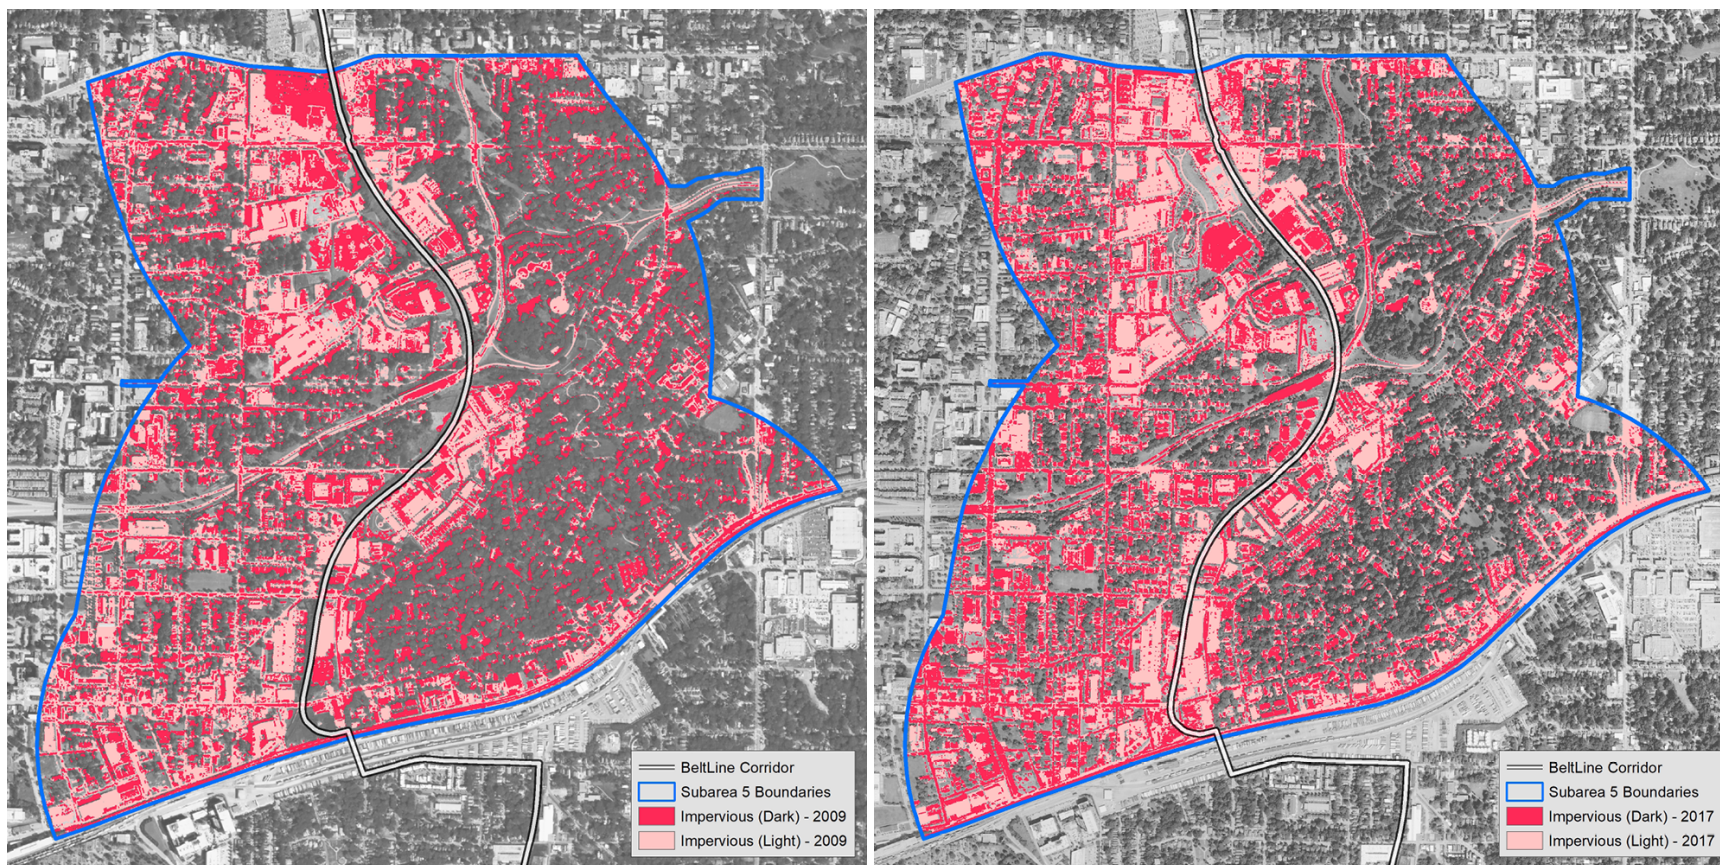 BeltLine Corridor
Subarea 5 Boundaries
Impervious (Dark) - 2009
Impervious (Light) - 2009
BeltLine Corridor
Subarea 5 Boundaries
Impervious (Dark) - 2017
Impervious (Light) - 2017